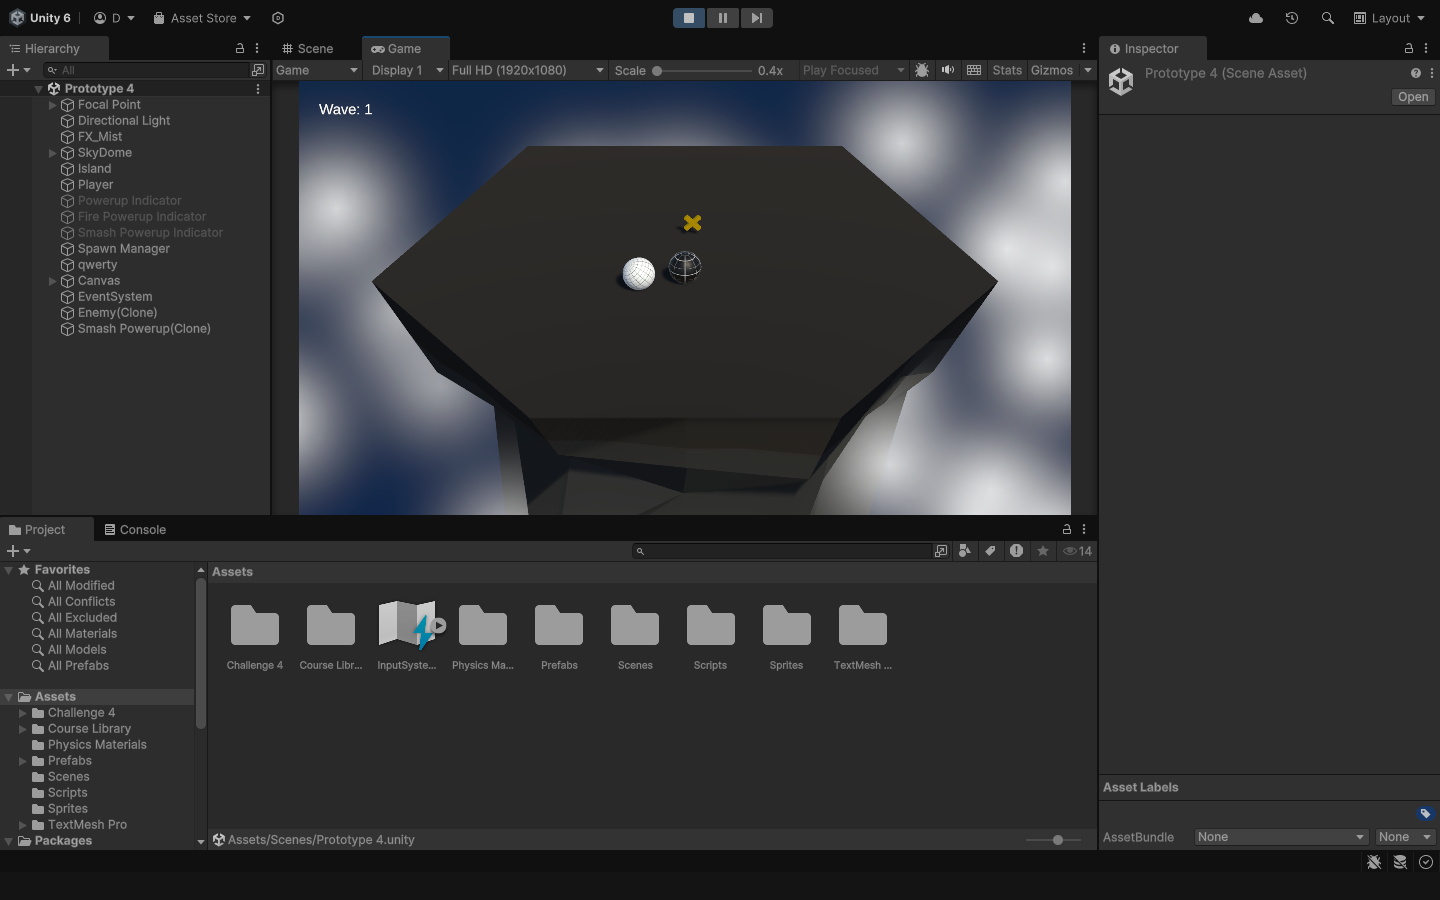 Unity 6
D
Asset Store
Layout
Hierarchy
All
Prototype 4
Focal Point
Directional Light
FX_Mist
SkyDome
Island
Player
Powerup Indicator
Fire Powerup Indicator
Smash Powerup Indicator
Spawn Manager
qwerty
Canvas
EventSystem
Enemy(Clone)
Smash Powerup(Clone)
Scene
Game
Game
Display 1
Full HD (1920x1080)
Scale
0.4x
Play Focused
Stats
Gizmos
Wave: 1
Inspector
Prototype 4 (Scene Asset)
Open
Project
Console
14
Favorites
All Modified
All Conflicts
All Excluded
All Materials
All Models
All Prefabs
Assets
Challenge 4
Course Library
Physics Materials
Prefabs
Scenes
Scripts
Sprites
TextMesh Pro
Packages
Assets
Challenge 4
Course Libr...
InputSyste...
Physics Ma...
Prefabs
Scenes
Scripts
Sprites
TextMesh ...
Assets/Scenes/Prototype 4.unity
Asset Labels
AssetBundle
None
None